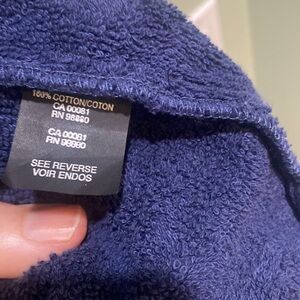 100% COTTON/COTON
CA 00081
RN 98880
CA 00081
RN 98880
SEE REVERSE
VOIR ENDOS